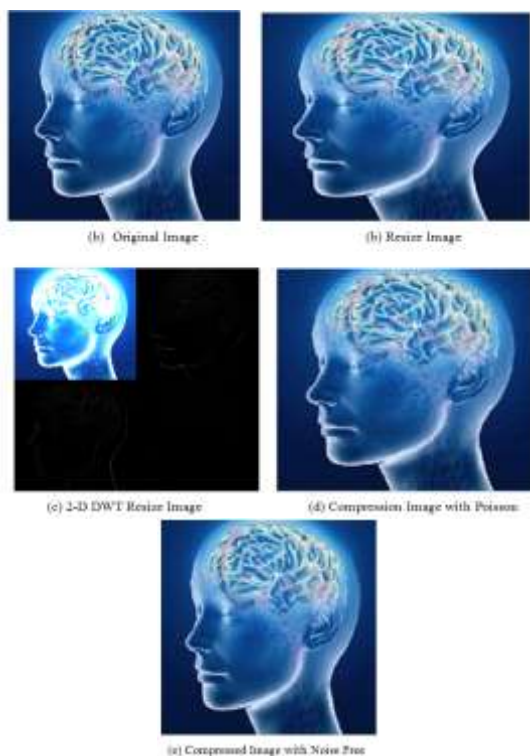 (b) Original Image
(b) Resize Image
(c) 2-D DWT Resize Image
(d) Compression Image with Poisson
(e) Compressed Image with Noise Free